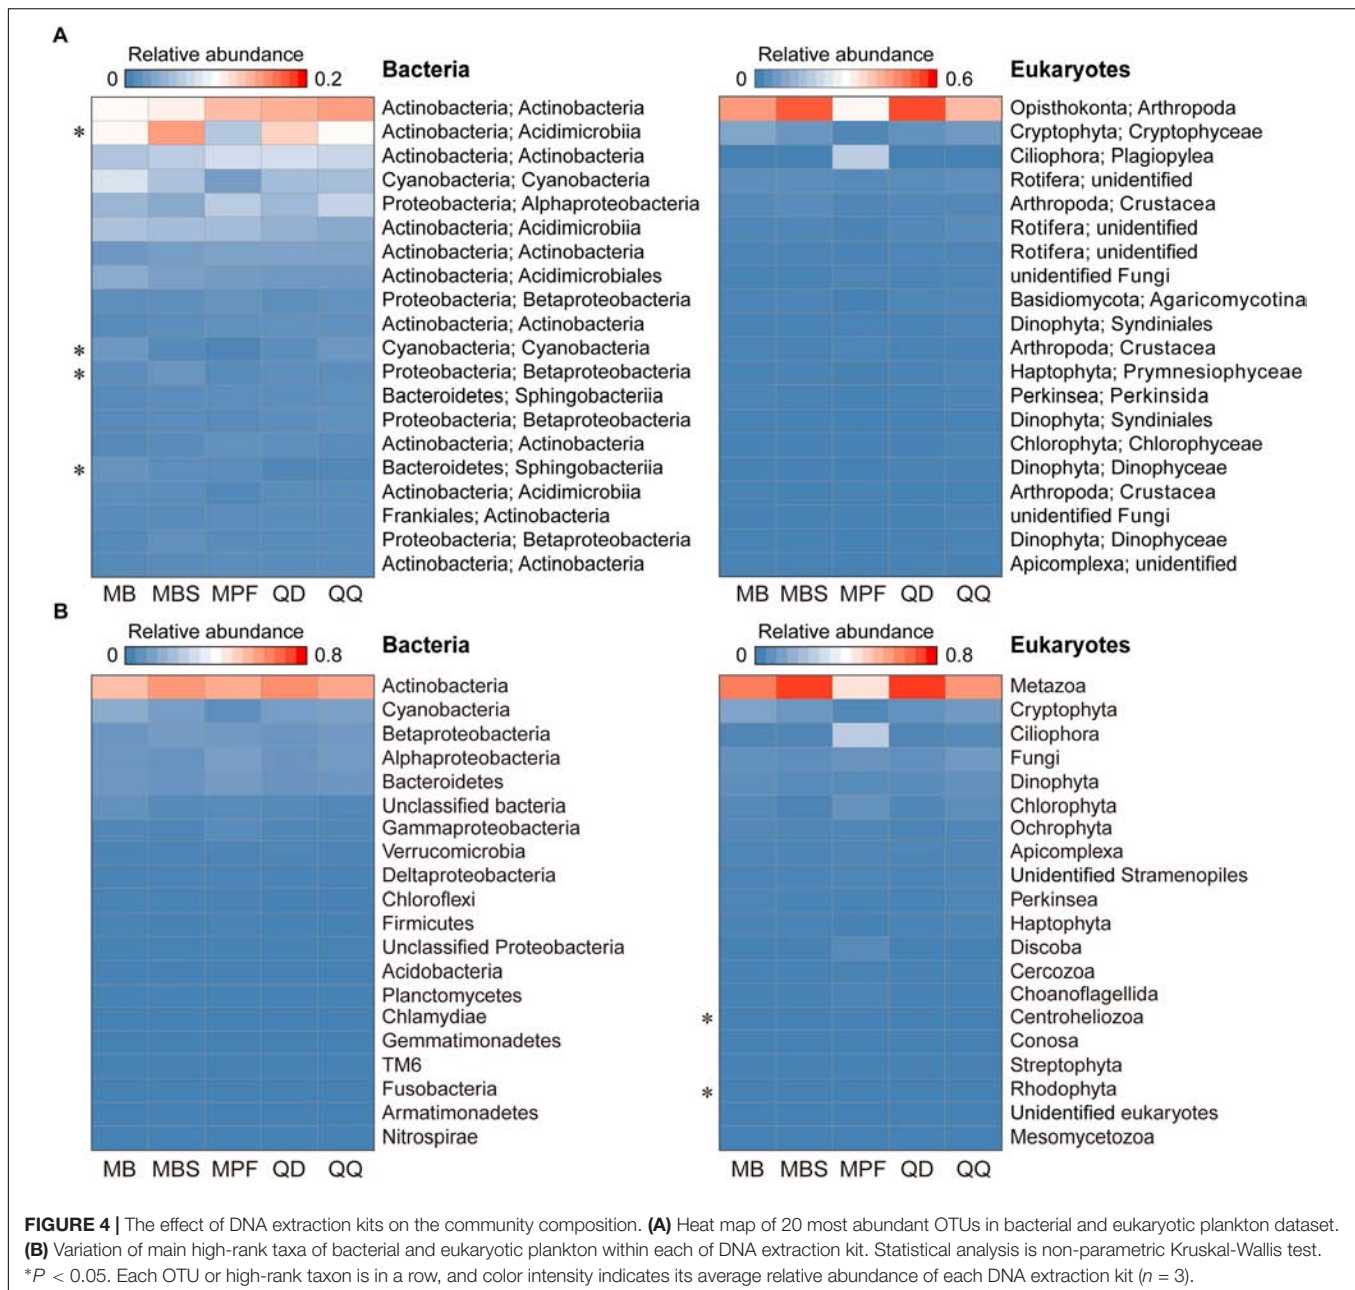 A
Relative abundance
0 0.2
Bacteria
Actinobacteria; Actinobacteria
* Actinobacteria; Acidimicrobiia
Actinobacteria; Actinobacteria
Cyanobacteria; Cyanobacteria
Proteobacteria; Alphaproteobacteria
Actinobacteria; Acidimicrobiia
Actinobacteria; Actinobacteria
Actinobacteria; Acidimicrobiales
Proteobacteria; Betaproteobacteria
Actinobacteria; Actinobacteria
* Cyanobacteria; Cyanobacteria
* Proteobacteria; Betaproteobacteria
Bacteroidetes; Sphingobacteriia
Proteobacteria; Betaproteobacteria
Actinobacteria; Actinobacteria
* Bacteroidetes; Sphingobacteriia
Actinobacteria; Acidimicrobiia
Frankiales; Actinobacteria
Proteobacteria; Betaproteobacteria
Actinobacteria; Actinobacteria
MB MBS MPF QD QQ
Relative abundance
0 0.6
Eukaryotes
Opisthokonta; Arthropoda
Cryptophyta; Cryptophyceae
Ciliophora; Plagiopylea
Rotifera; unidentified
Arthropoda; Crustacea
Rotifera; unidentified
Rotifera; unidentified
unidentified Fungi
Basidiomycota; Agaricomycotina
Dinophyta; Syndiniales
Arthropoda; Crustacea
Haptophyta; Prymnesiophyceae
Perkinsea; Perkinsida
Dinophyta; Syndiniales
Chlorophyta; Chlorophyceae
Dinophyta; Dinophyceae
Arthropoda; Crustacea
unidentified Fungi
Dinophyta; Dinophyceae
Apicomplexa; unidentified
MB MBS MPF QD QQ
B
Relative abundance
0 0.8
Bacteria
Actinobacteria
Cyanobacteria
Betaproteobacteria
Alphaproteobacteria
Bacteroidetes
Unclassified bacteria
Gammaproteobacteria
Verrucomicrobia
Deltaproteobacteria
Chloroflexi
Firmicutes
Unclassified Proteobacteria
Acidobacteria
Planctomycetes
Chlamydiae
Gemmatimonadetes
TM6
Fusobacteria
Armatimonadetes
Nitrospirae
MB MBS MPF QD QQ
Relative abundance
0 0.8
Eukaryotes
Metazoa
Cryptophyta
Ciliophora
Fungi
Dinophyta
Chlorophyta
Ochrophyta
Apicomplexa
Unidentified Stramenopiles
Perkinsea
Haptophyta
Discoba
Cercozoa
Choanoflagellida
* Centroheliozoa
Conosa
Streptophyta
* Rhodophyta
Unidentified eukaryotes
Mesomycetozoa
MB MBS MPF QD QQ
FIGURE 4 | The effect of DNA extraction kits on the community composition. (A) Heat map of 20 most abundant OTUs in bacterial and eukaryotic plankton dataset.
(B) Variation of main high-rank taxa of bacterial and eukaryotic plankton within each of DNA extraction kit. Statistical analysis is non-parametric Kruskal-Wallis test.
*P < 0.05. Each OTU or high-rank taxon is in a row, and color intensity indicates its average relative abundance of each DNA extraction kit (n = 3).